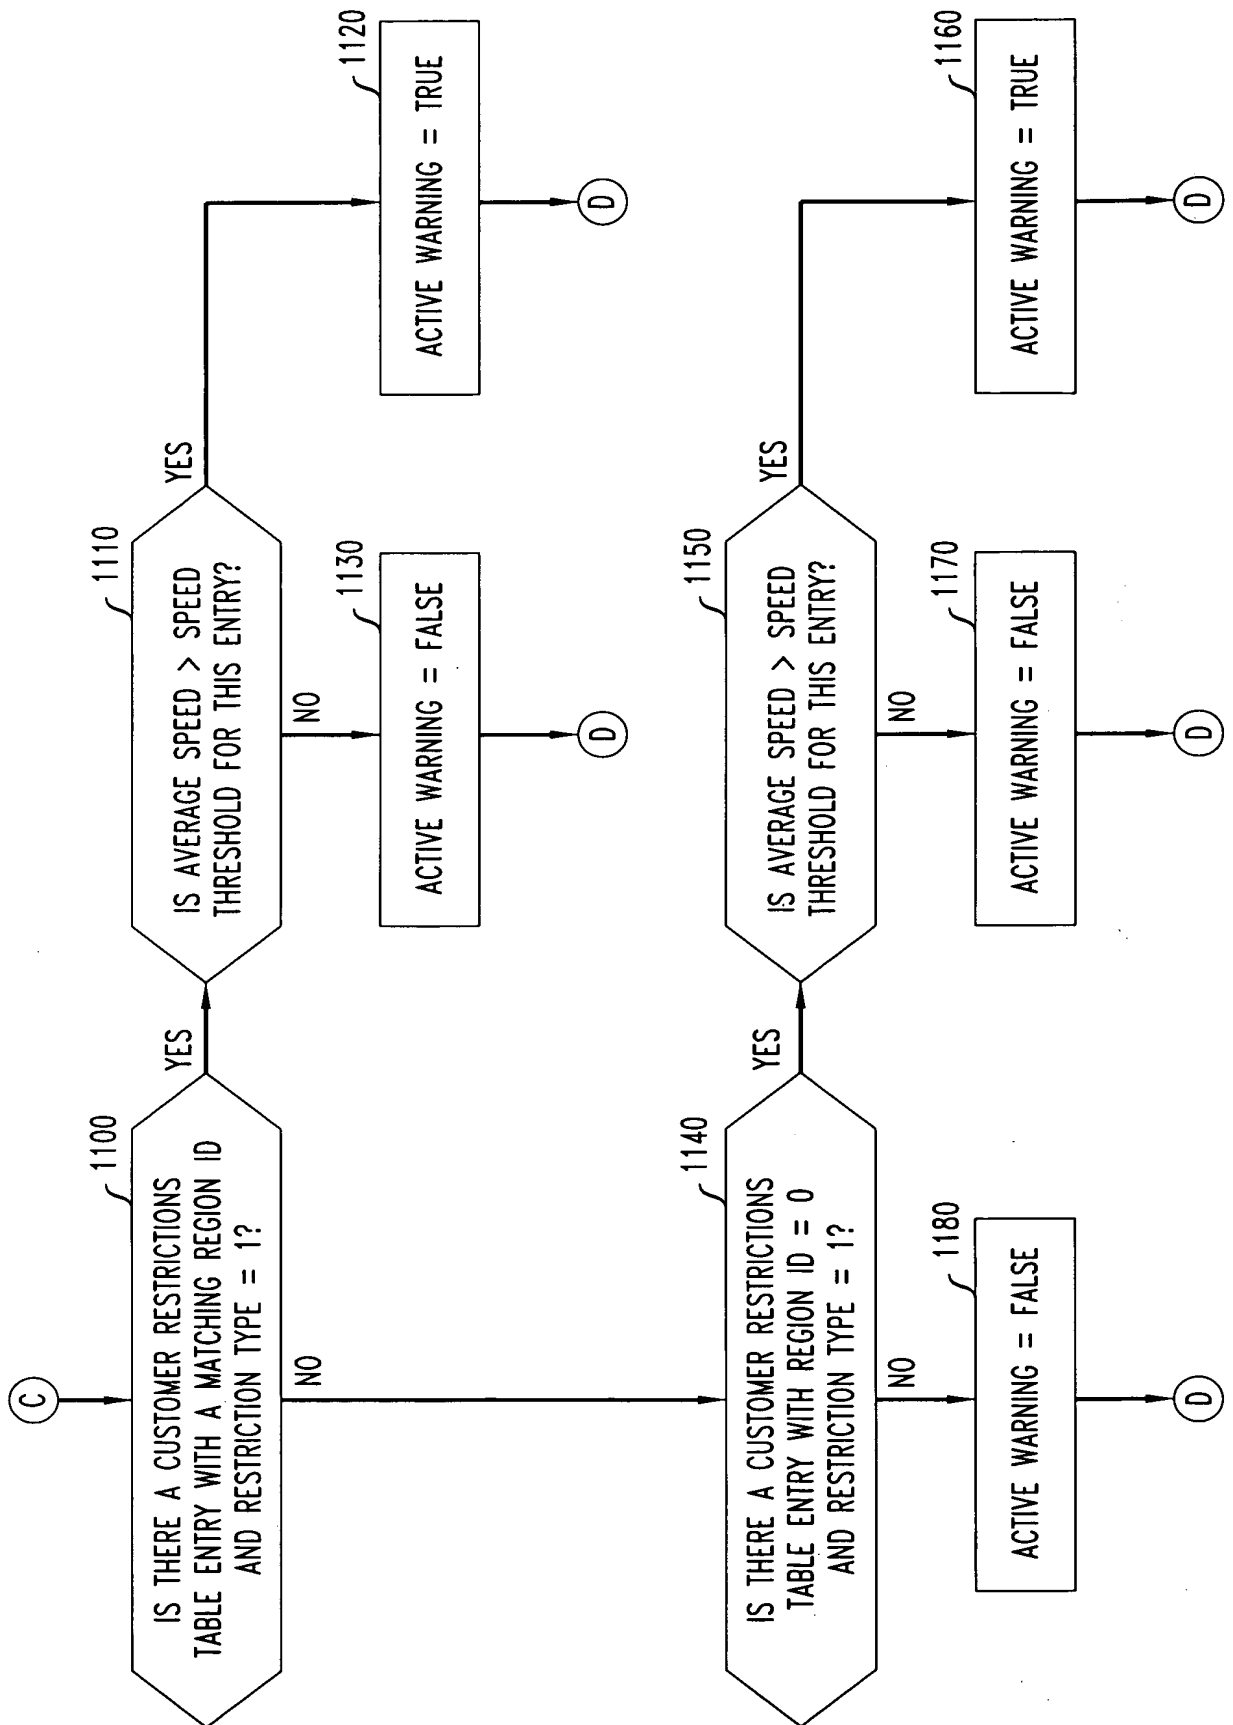 C
1100
IS THERE A CUSTOMER RESTRICTIONS
TABLE ENTRY WITH A MATCHING REGION ID
AND RESTRICTION TYPE = 1?
YES
NO
1110
IS AVERAGE SPEED > SPEED
THRESHOLD FOR THIS ENTRY?
YES
NO
1120
ACTIVE WARNING = TRUE
D
1130
ACTIVE WARNING = FALSE
D
1140
IS THERE A CUSTOMER RESTRICTIONS
TABLE ENTRY WITH REGION ID = 0
AND RESTRICTION TYPE = 1?
YES
NO
1150
IS AVERAGE SPEED > SPEED
THRESHOLD FOR THIS ENTRY?
YES
NO
1160
ACTIVE WARNING = TRUE
D
1170
ACTIVE WARNING = FALSE
D
1180
ACTIVE WARNING = FALSE
D